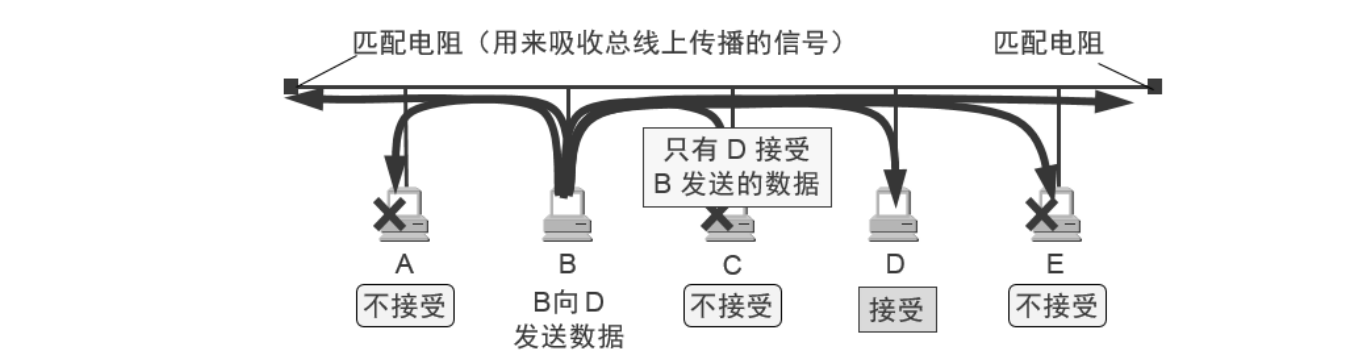 匹配电阻（用来吸收总线上传播的信号）
匹配电阻
只有 D 接受
B 发送的数据
A
B
C
D
E
不接受
B向 D
发送数据
不接受
接受
不接受